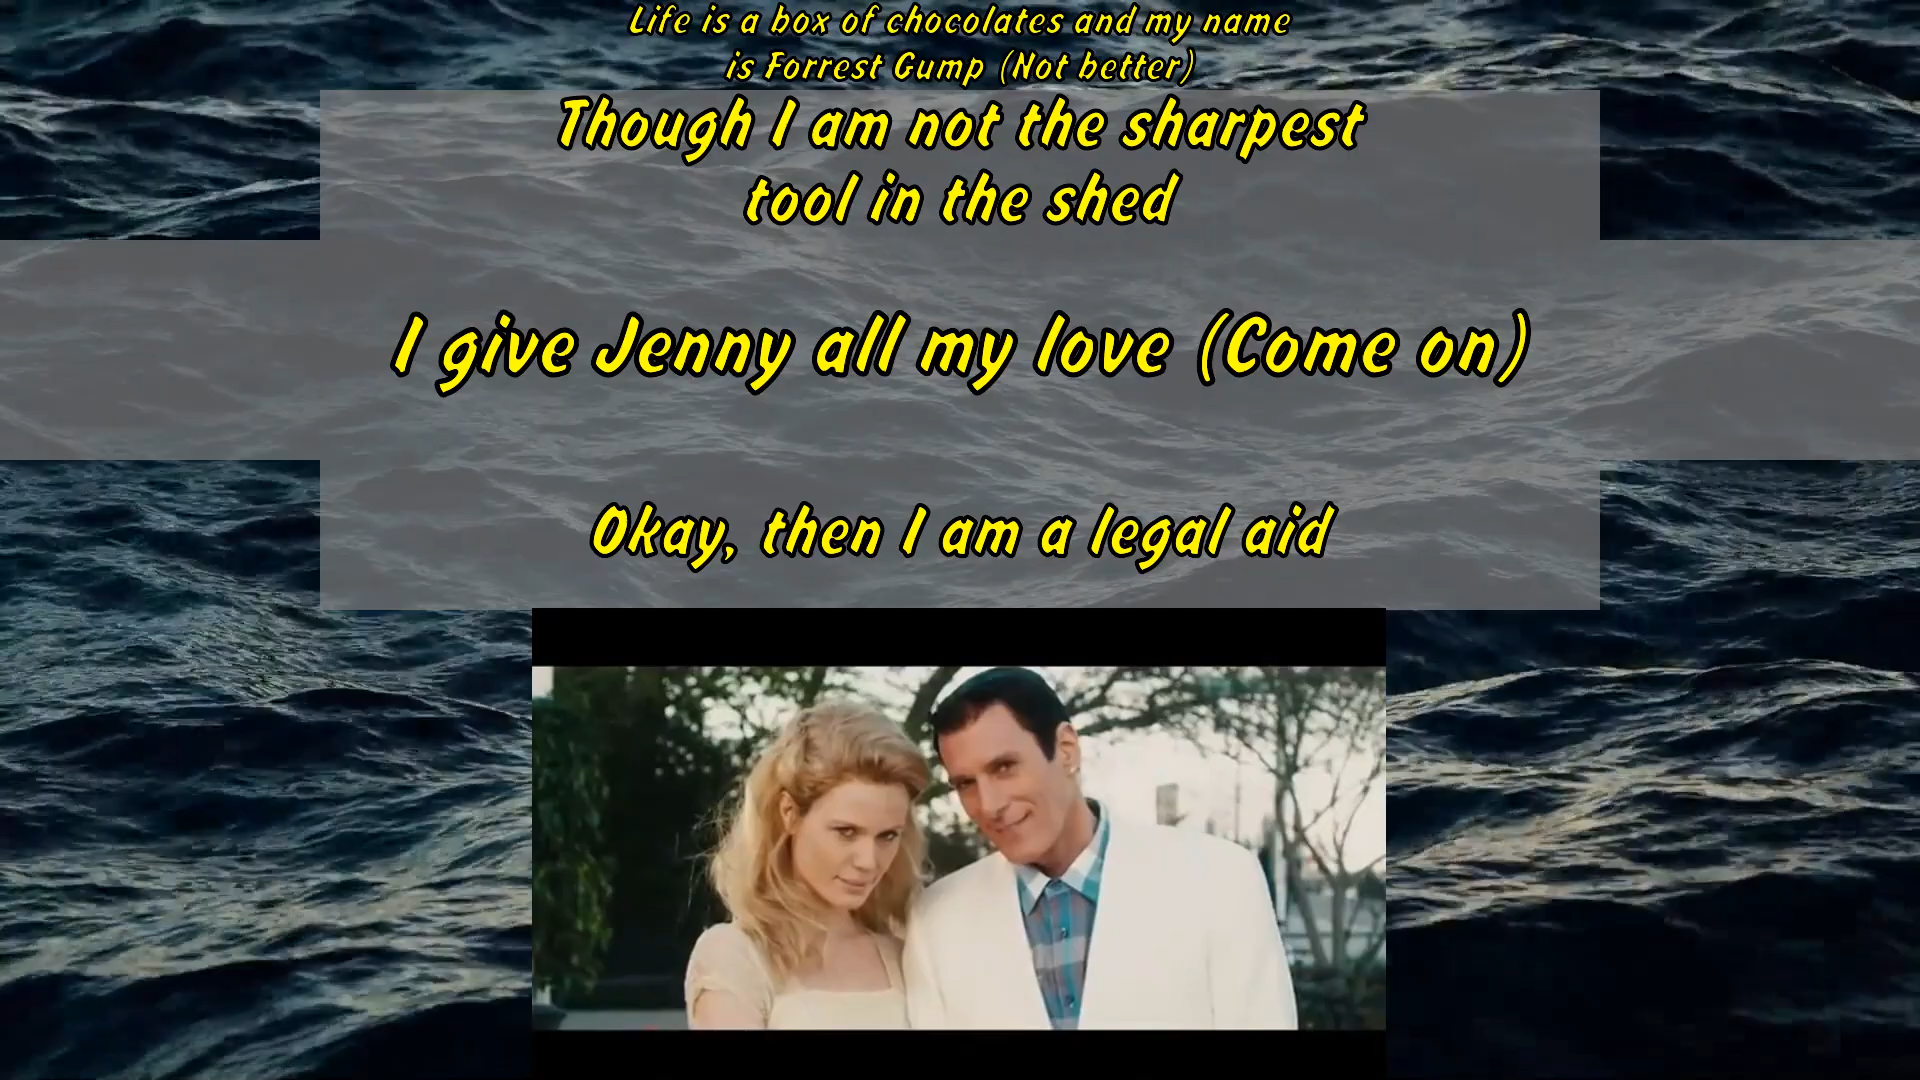 Life is a box of chocolates and my name
is Forrest Gump (Not better)
Though I am not the sharpest
tool in the shed
I give Jenny all my love (Come on)
Okay, then I am a legal aid